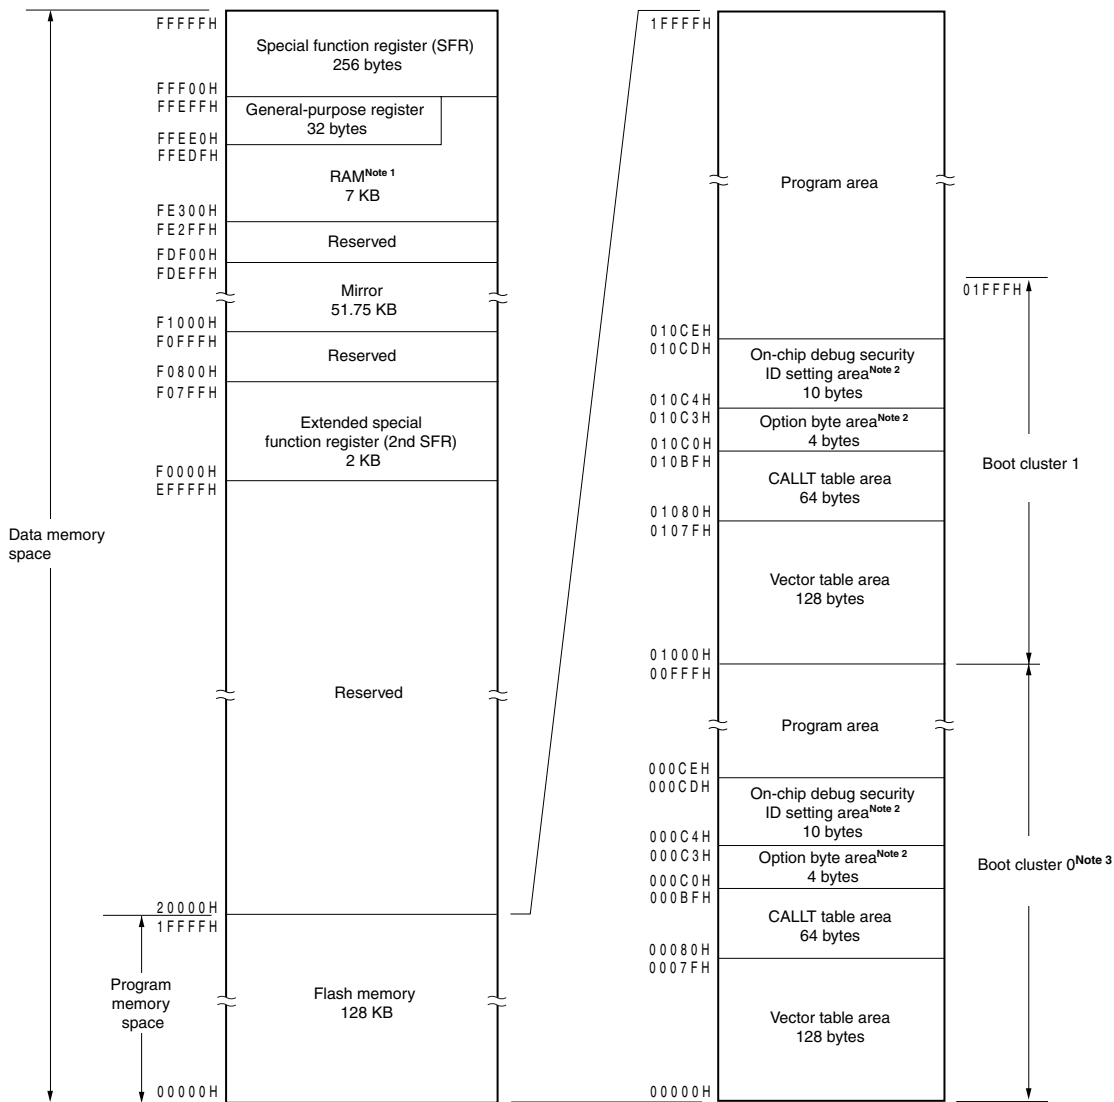 FFFFFH
Special function register (SFR)
256 bytes
FFF00H
FFEFFH
General-purpose register
32 bytes
FFEE0H
FFEDFH
RAMNote 1
7 KB
FE300H
FE2FFH
Reserved
FDF00H
FDEFFH
Mirror
51.75 KB
F1000H
F0FFFH
Reserved
F0800H
F07FFH
Extended special
function register (2nd SFR)
2 KB
F0000H
EFFFFH
Data memory
space
Reserved
20000H
1FFFFH
Program
memory
space
Flash memory
128 KB
00000H
1FFFFH
Program area
01FFFH
010CEH
010CDH
On-chip debug security
ID setting areaNote 2
10 bytes
010C4H
010C3H
Option byte areaNote 2
4 bytes
010C0H
010BFH
Boot cluster 1
CALLT table area
64 bytes
01080H
0107FH
Vector table area
128 bytes
01000H
00FFFH
Program area
000CEH
000CDH
On-chip debug security
ID setting areaNote 2
10 bytes
000C4H
000C3H
Option byte areaNote 2
4 bytes
Boot cluster 0Note 3
000C0H
000BFH
CALLT table area
64 bytes
00080H
0007FH
Vector table area
128 bytes
00000H